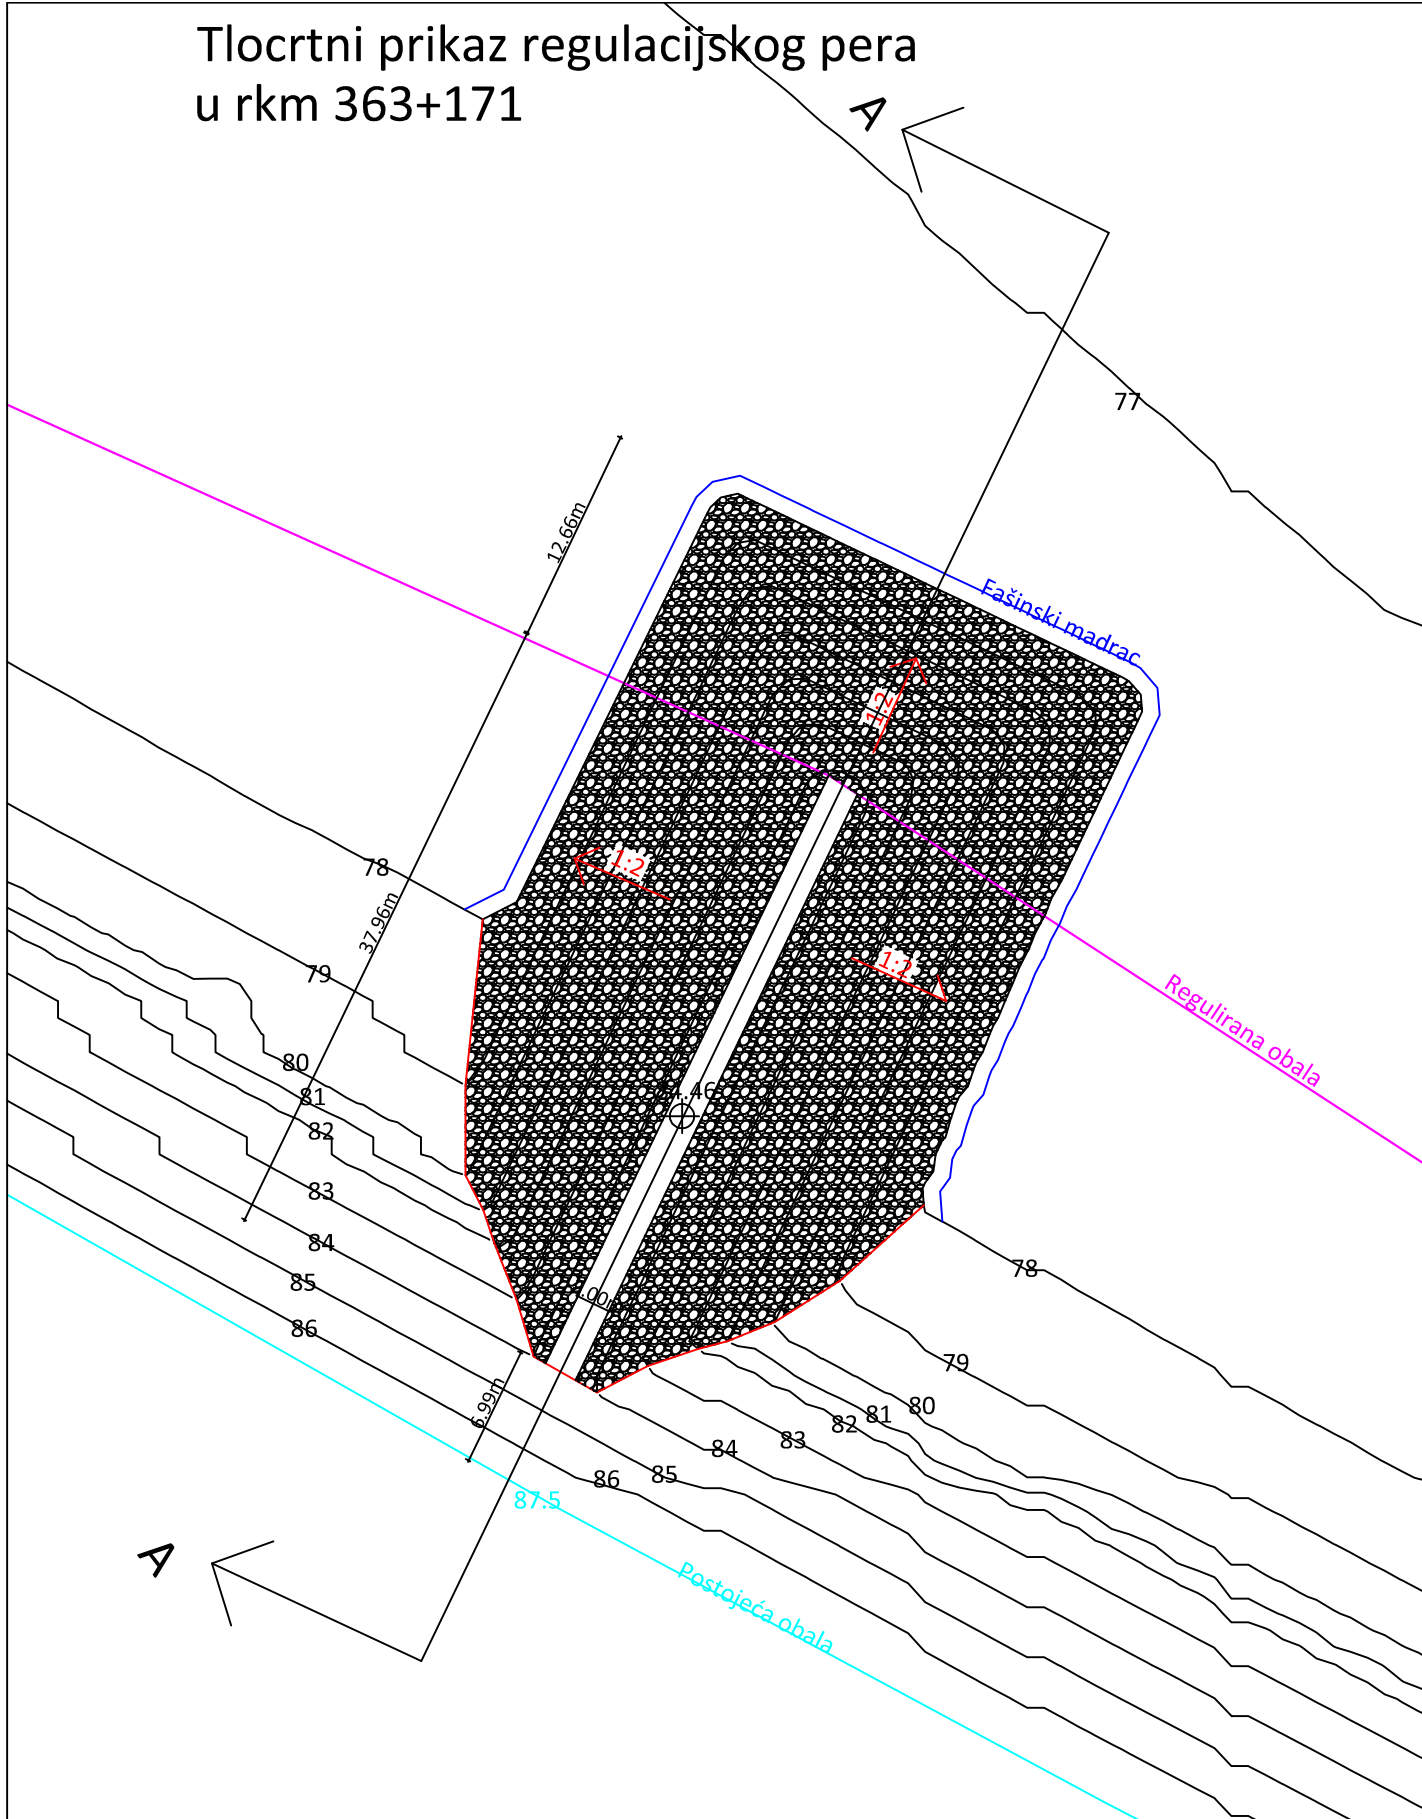 Tlocrtni prikaz regulacijskog pera
u rkm 363+171
A
77
12.66m
Fašinski madrac
1:2
1:2
78
37.96m
1:2
79
Regulirana obala
80
81
82
83
84
85
86
78
79
80
81
82
83
84
85
86
6.99m
87.5
A
Postojeća obala